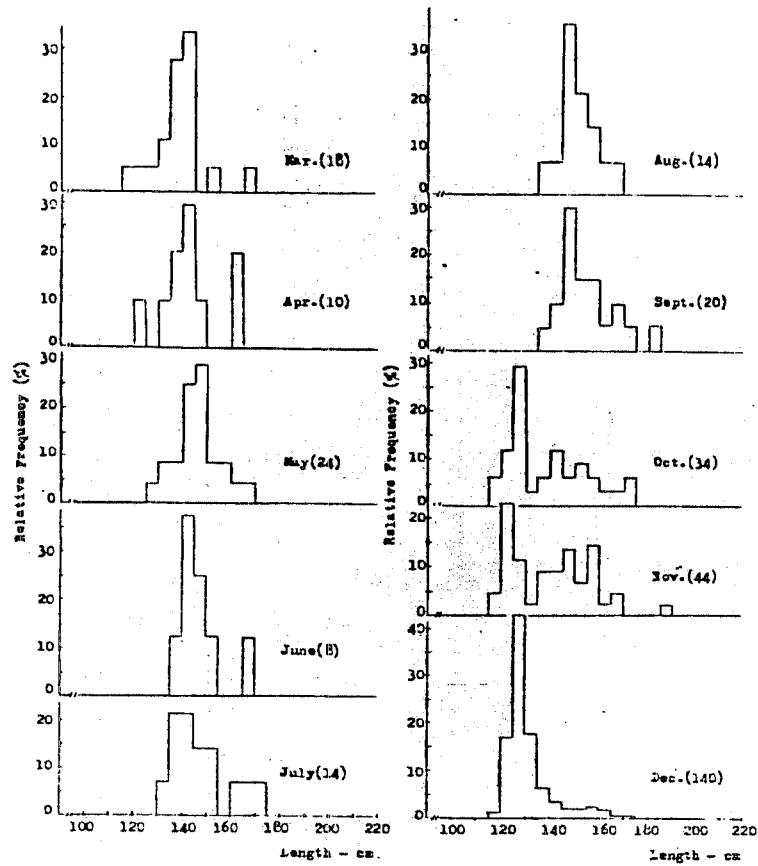 Relative Frequency (%)
30
20
10
0
Mar.(18)
30
20
10
0
Apr.(10)
30
20
10
0
May(24)
30
20
10
0
June(8)
20
10
0
July(14)
100 120 140 160 180 200 220
Length - cm.
Relative Frequency (%)
30
20
10
0
Aug.(14)
30
20
10
0
Sept.(20)
30
20
10
0
Oct.(34)
20
10
0
Nov.(44)
40
30
20
10
0
Dec.(140)
100 120 140 160 180 200 220
Length - cm